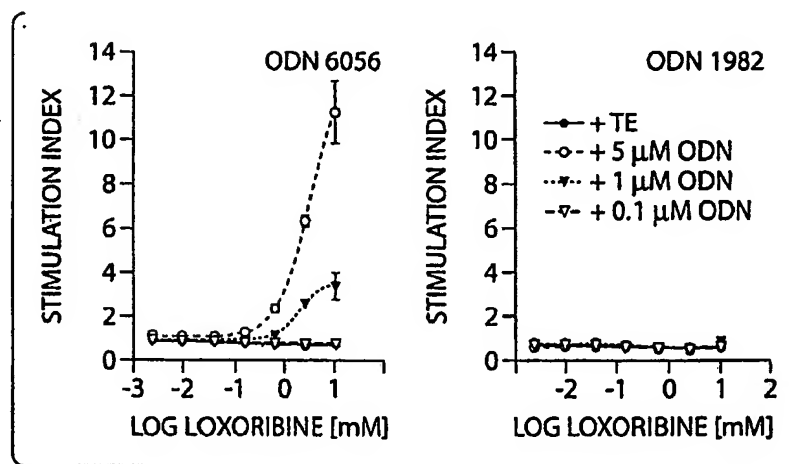 ODN 6056
14
12
10
8
6
4
2
0
STIMULATION INDEX
-3 -2 -1 0 1 2
LOG LOXORIBINE [mM]
ODN 1982
14
12
10
8
6
4
2
0
STIMULATION INDEX
+ TE
+ 5 μM ODN
+ 1 μM ODN
+ 0.1 μM ODN
-2 -1 0 1 2
LOG LOXORIBINE [mM]